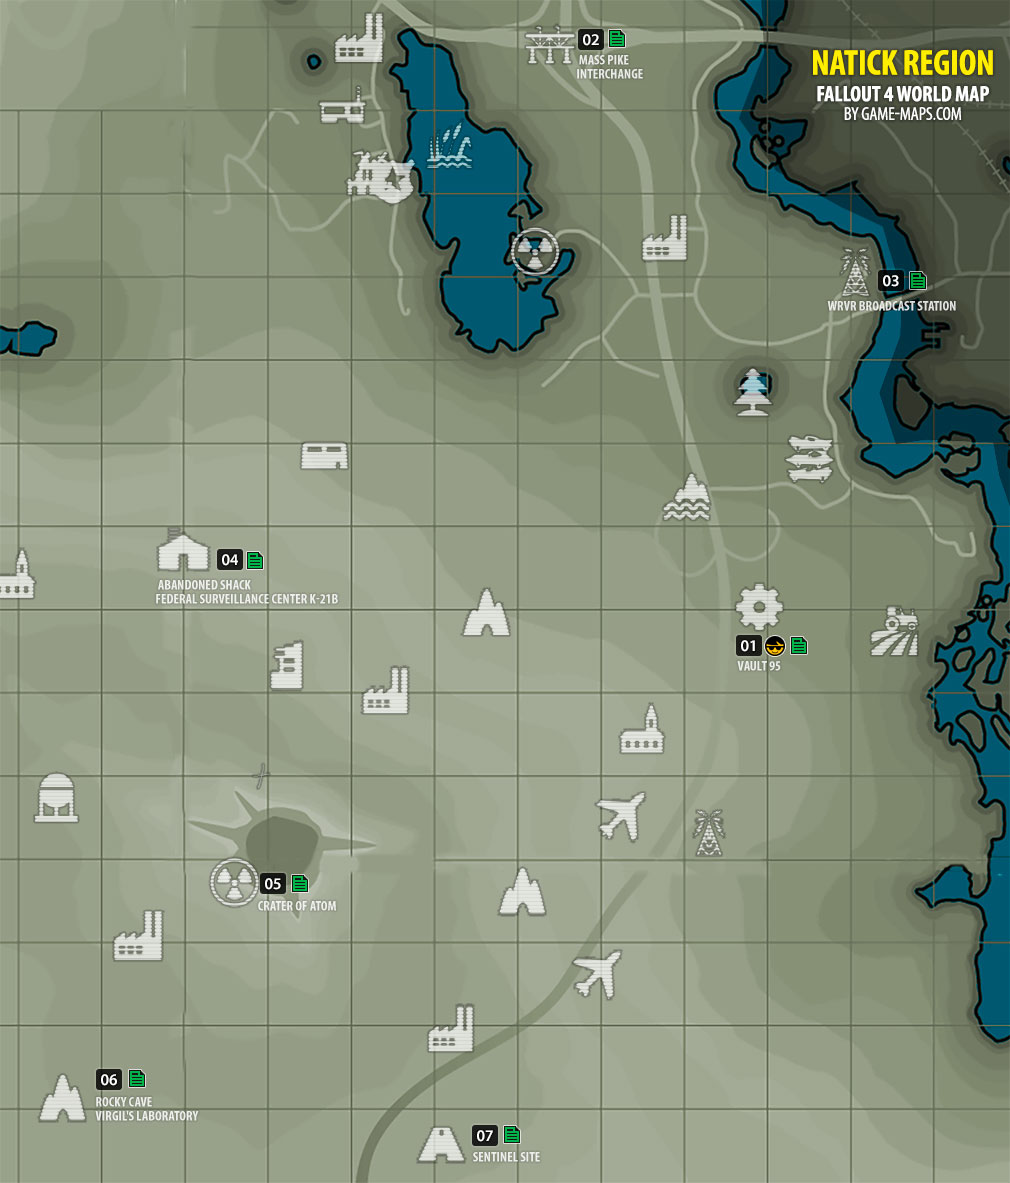 NATICK REGION
FALLOUT 4 WORLD MAP
BY GAME-MAPS.COM
02
MASS PIKE
INTERCHANGE
03
WRVR BROADCAST STATION
04
ABANDONED SHACK
FEDERAL SURVEILLANCE CENTER K-21B
01
VAULT 95
05
CRATER OF ATOM
06
ROCKY CAVE
VIRGIL'S LABORATORY
07
SENTINEL SITE